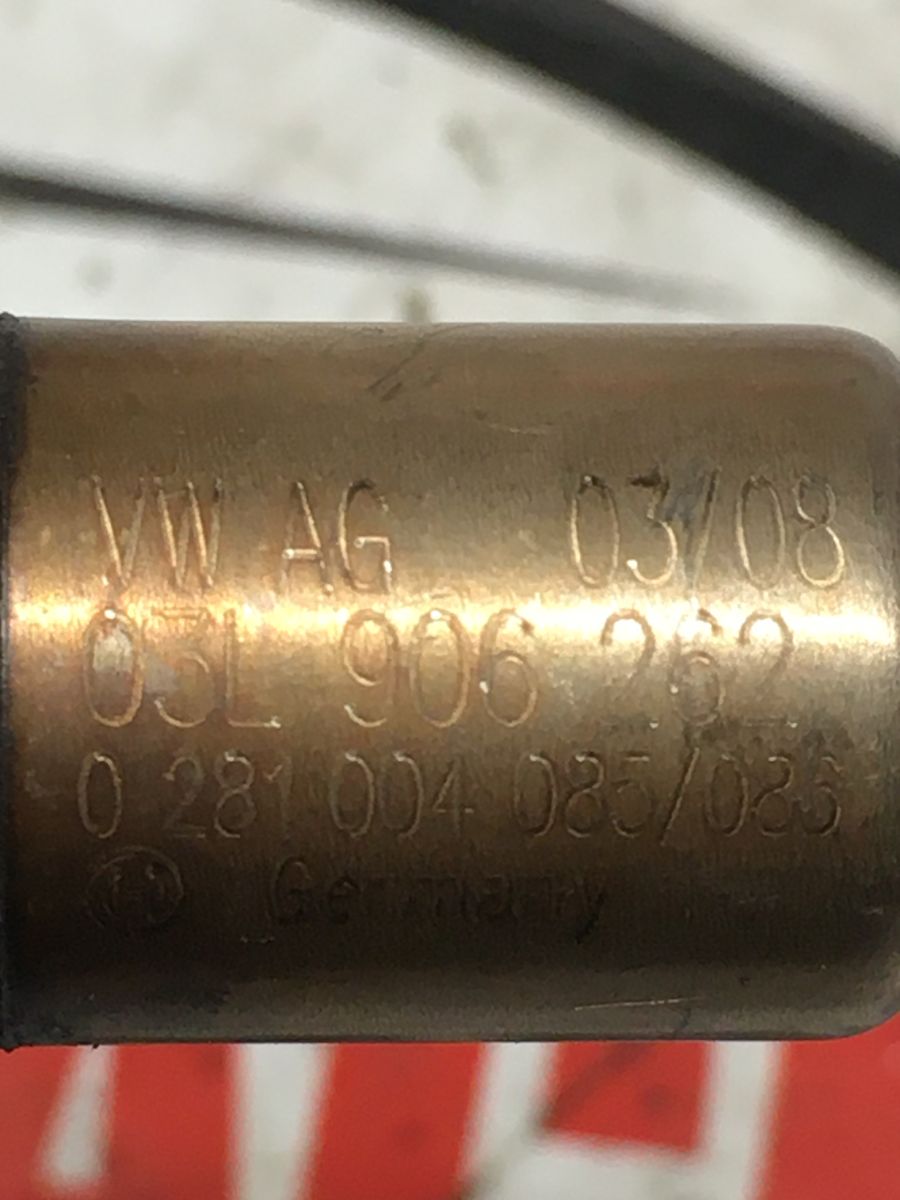 VW AG 03/08
03L 906 262
0 281 004 085/086
Germany